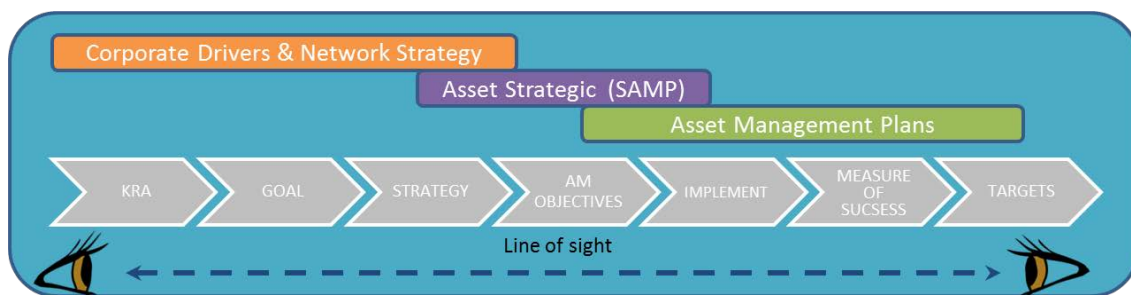 Corporate Drivers & Network Strategy
Asset Strategic (SAMP)
Asset Management Plans
KRA
GOAL
STRATEGY
AM
OBJECTIVES
IMPLEMENT
MEASURE
OF
SUCSESS
TARGETS
Line of sight